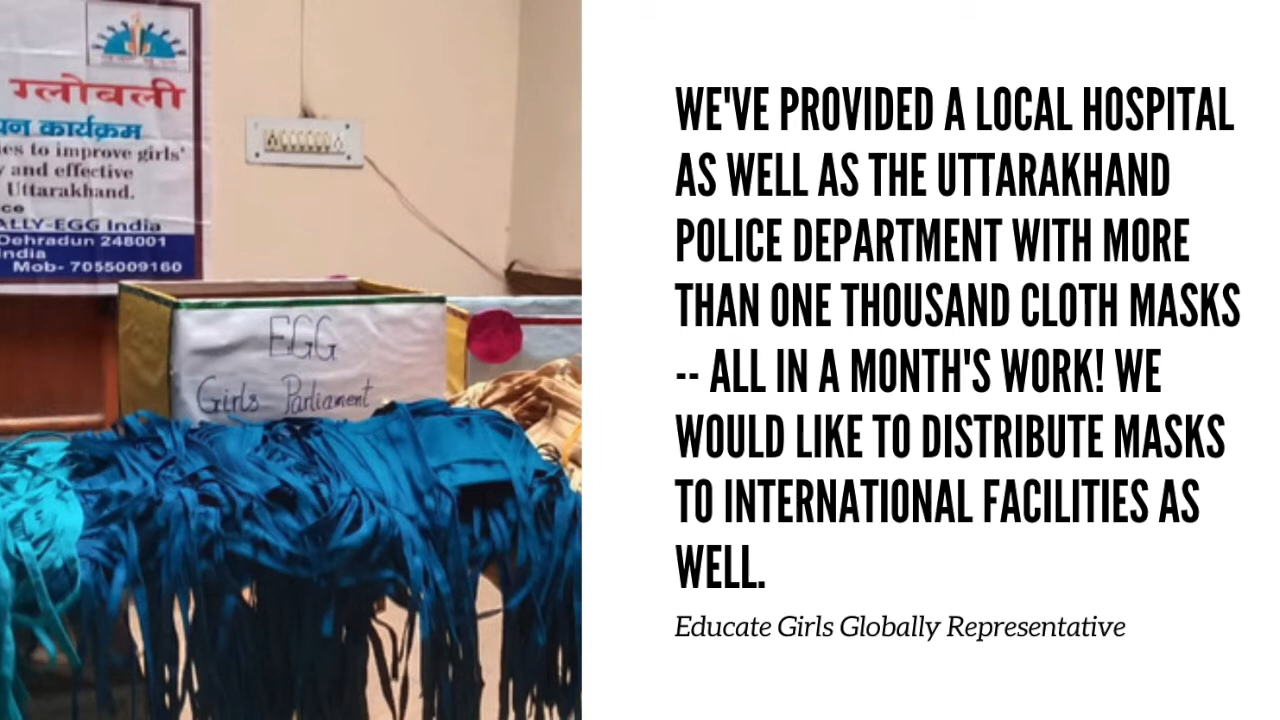 ग्लोबली
कार्यक्रम
to improve girls'
and effective
Uttarakhand.
ALLY-EGG India
Dehradun 248001
India
Mob- 7055009160
EGG
Girls Parliament
WE'VE PROVIDED A LOCAL HOSPITAL
AS WELL AS THE UTTARAKHAND
POLICE DEPARTMENT WITH MORE
THAN ONE THOUSAND CLOTH MASKS
-- ALL IN A MONTH'S WORK! WE
WOULD LIKE TO DISTRIBUTE MASKS
TO INTERNATIONAL FACILITIES AS
WELL.
Educate Girls Globally Representative